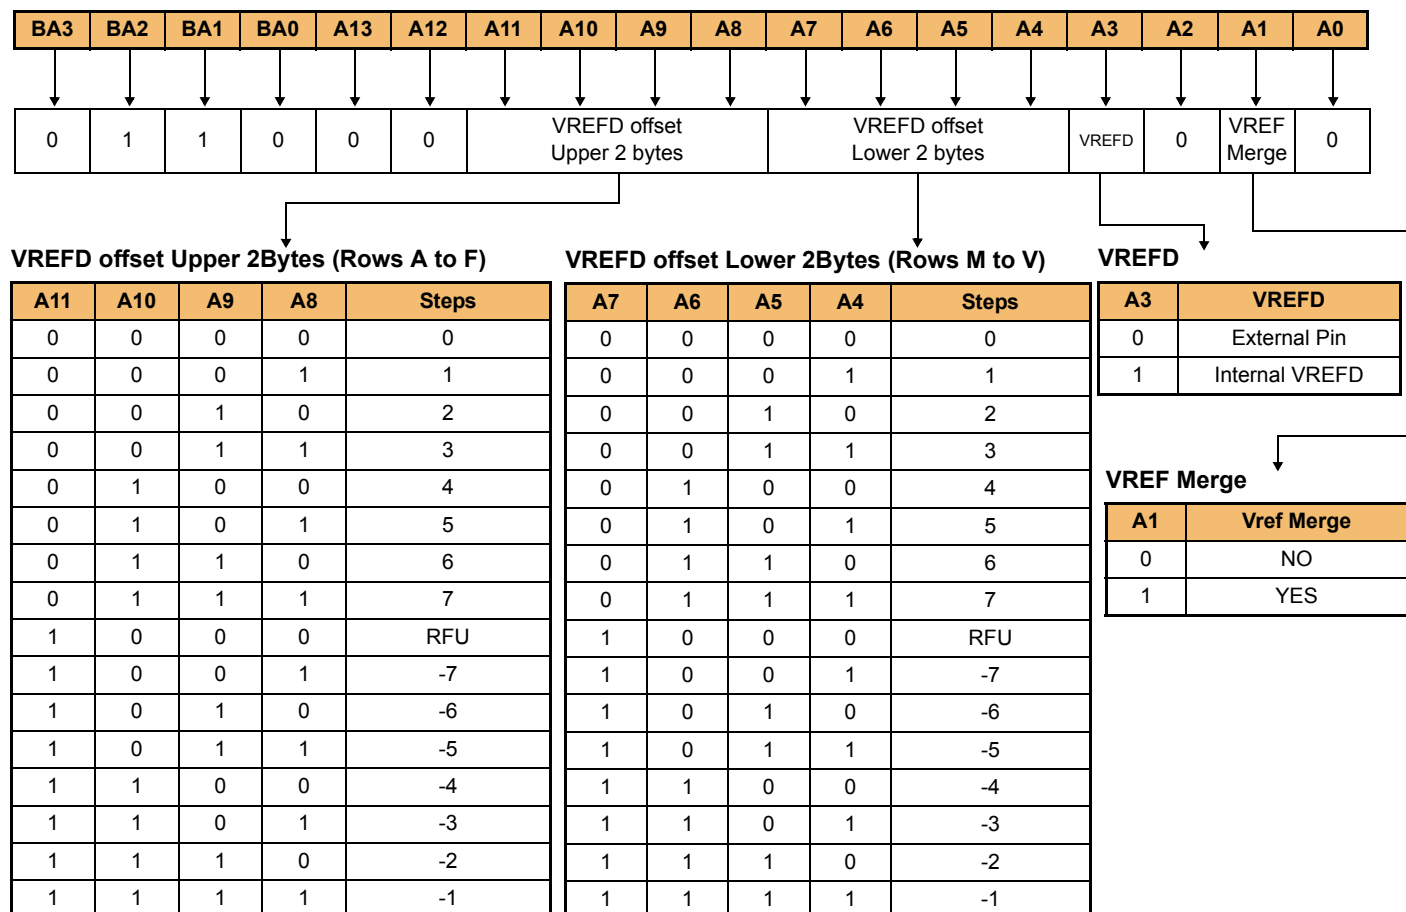 BA3 BA2 BA1 BA0 A13 A12 A11 A10 A9 A8 A7 A6 A5 A4 A3 A2 A1 A0
0 1 1 0 0 0 VREFD offset Upper 2 bytes VREFD offset Lower 2 bytes VREFD 0 VREF Merge 0
VREFD offset Upper 2Bytes (Rows A to F)
A11 A10 A9 A8 Steps
0 0 0 0 0
0 0 0 1 1
0 0 1 0 2
0 0 1 1 3
0 1 0 0 4
0 1 0 1 5
0 1 1 0 6
0 1 1 1 7
1 0 0 0 RFU
1 0 0 1 -7
1 0 1 0 -6
1 0 1 1 -5
1 1 0 0 -4
1 1 0 1 -3
1 1 1 0 -2
1 1 1 1 -1
VREFD offset Lower 2Bytes (Rows M to V)
A7 A6 A5 A4 Steps
0 0 0 0 0
0 0 0 1 1
0 0 1 0 2
0 0 1 1 3
0 1 0 0 4
0 1 0 1 5
0 1 1 0 6
0 1 1 1 7
1 0 0 0 RFU
1 0 0 1 -7
1 0 1 0 -6
1 0 1 1 -5
1 1 0 0 -4
1 1 0 1 -3
1 1 1 0 -2
1 1 1 1 -1
VREFD
A3 VREFD
0 External Pin
1 Internal VREFD
VREF Merge
A1 Vref Merge
0 NO
1 YES